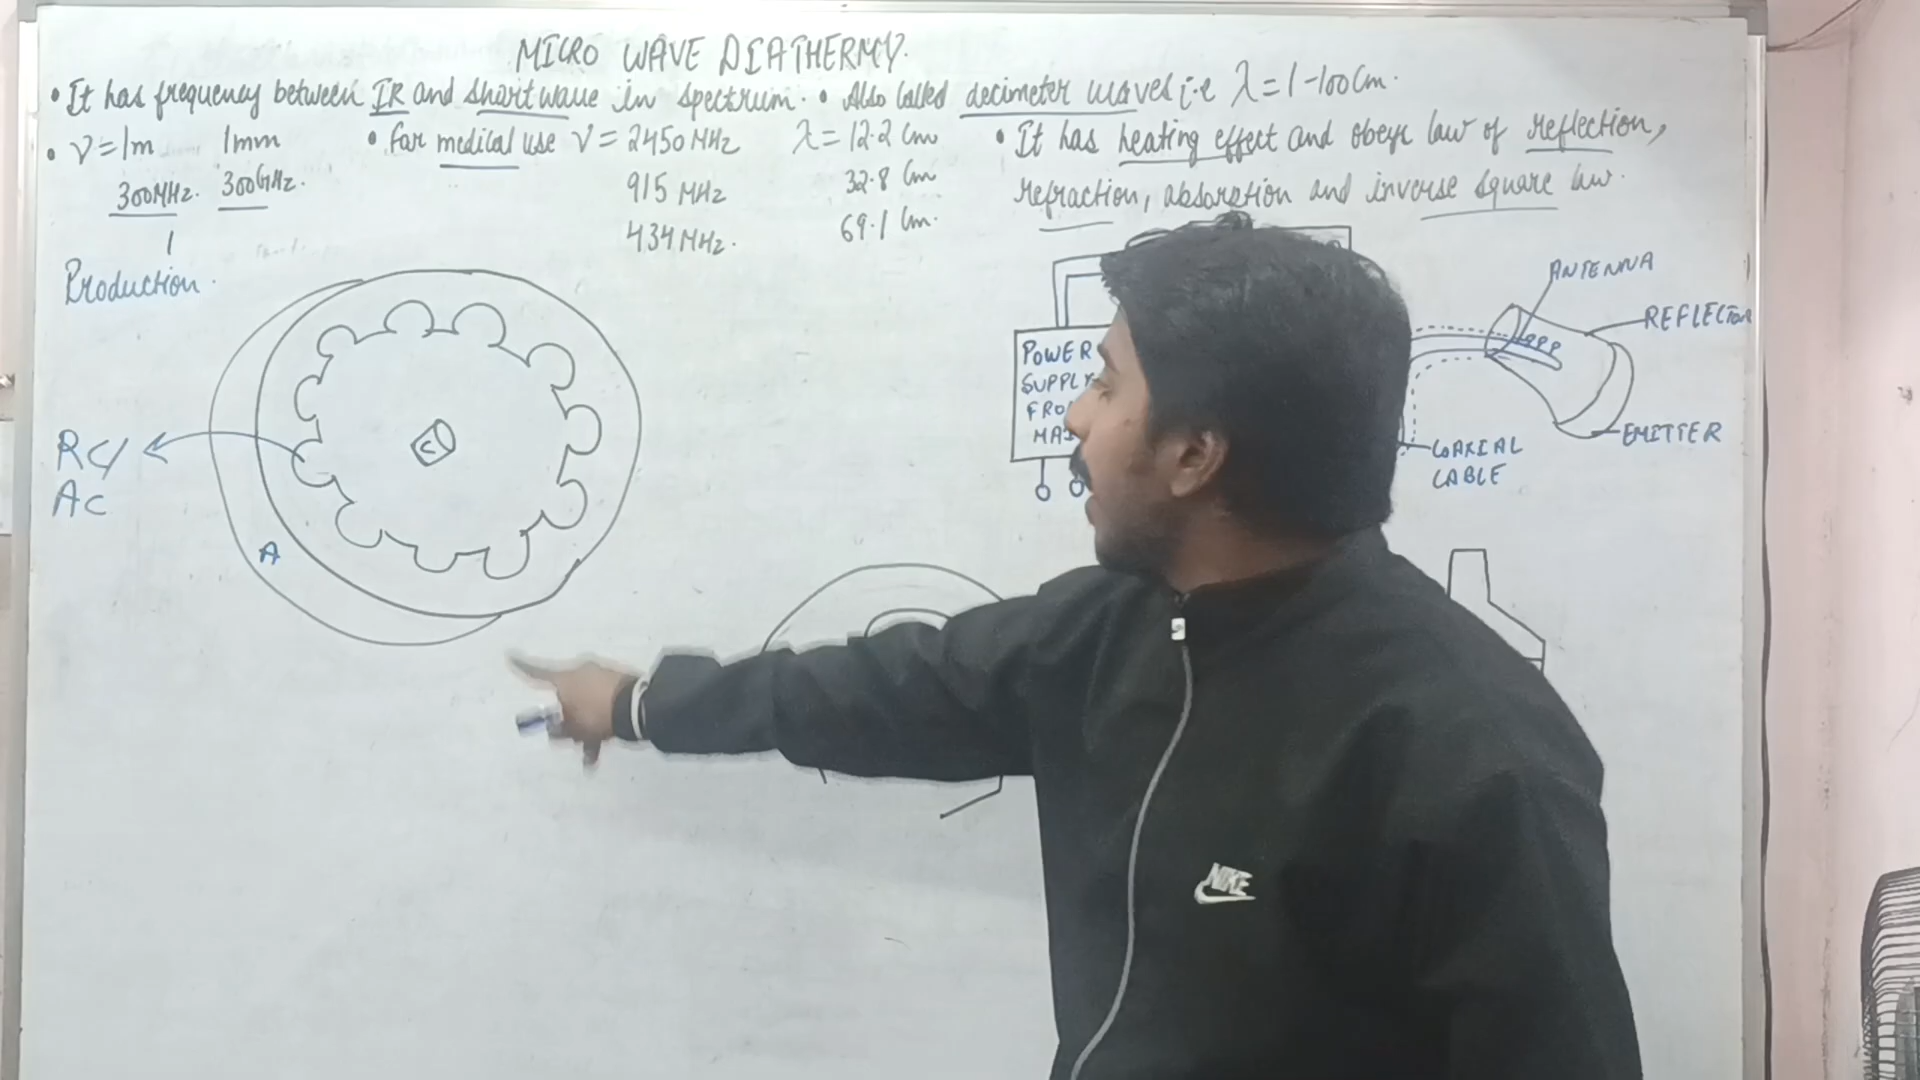 MICRO WAVE DIATHERMY.
• It has frequency between IR and shortwave in spectrum. • Also called decimeter waves i.e λ = 1-100 Cm.
• ν = 1m 1mm
300MHz. 300GHz.
1
• For medical use ν = 2450 MHz λ = 12.2 Cm
915 MHz 32.8 Cm
434 MHz. 69.1 Cm.
• It has heating effect and obeys law of reflection,
refraction, absorption and inverse square law.
Production.
RC/
AC
A
C
POWER
SUPPLY
FRO
MAI
ANTENNA
REFLECTOR
EMITTER
COAXIAL
CABLE
NIKE